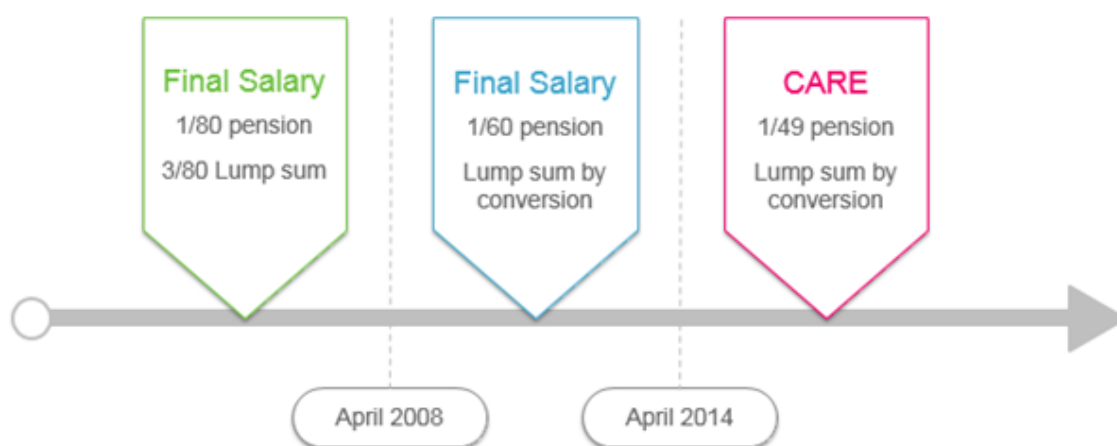 Final Salary
1/80 pension
3/80 Lump sum
Final Salary
1/60 pension
Lump sum by
conversion
CARE
1/49 pension
Lump sum by
conversion
April 2008
April 2014